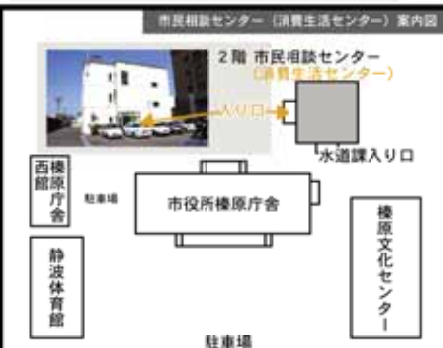 市民相談センター（消費生活センター）案内図
2階 市民相談センター
（消費生活センター）
入り口
水道課入り口
榛原庁舎
西館
駐車場
市役所榛原庁舎
静波体育館
榛原文化センター
駐車場